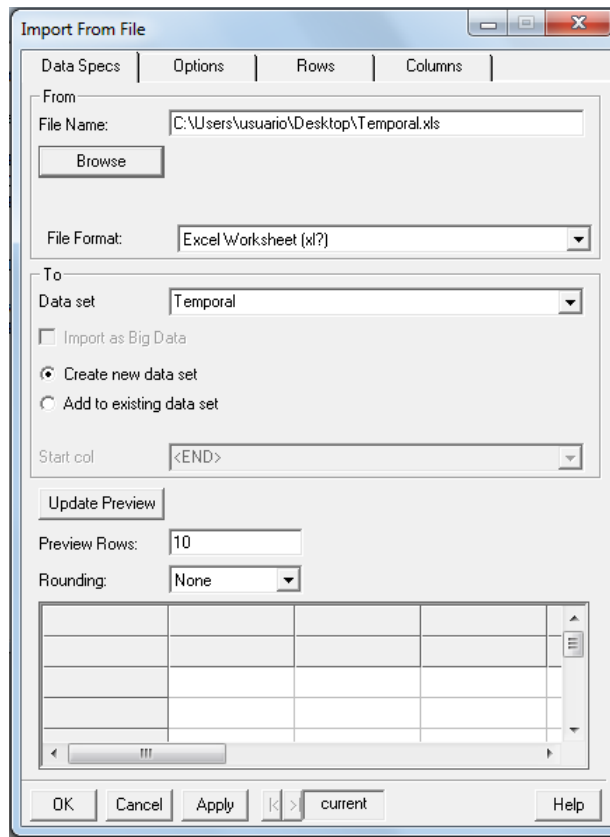 Import From File
Data Specs Options Rows Columns
From
File Name: C:\Users\usuario\Desktop\Temporal.xls
Browse
File Format: Excel Worksheet (xl?)
To
Data set Temporal
Import as Big Data
Create new data set
Add to existing data set
Start col <END>
Update Preview
Preview Rows: 10
Rounding: None
OK Cancel Apply |< >| current Help